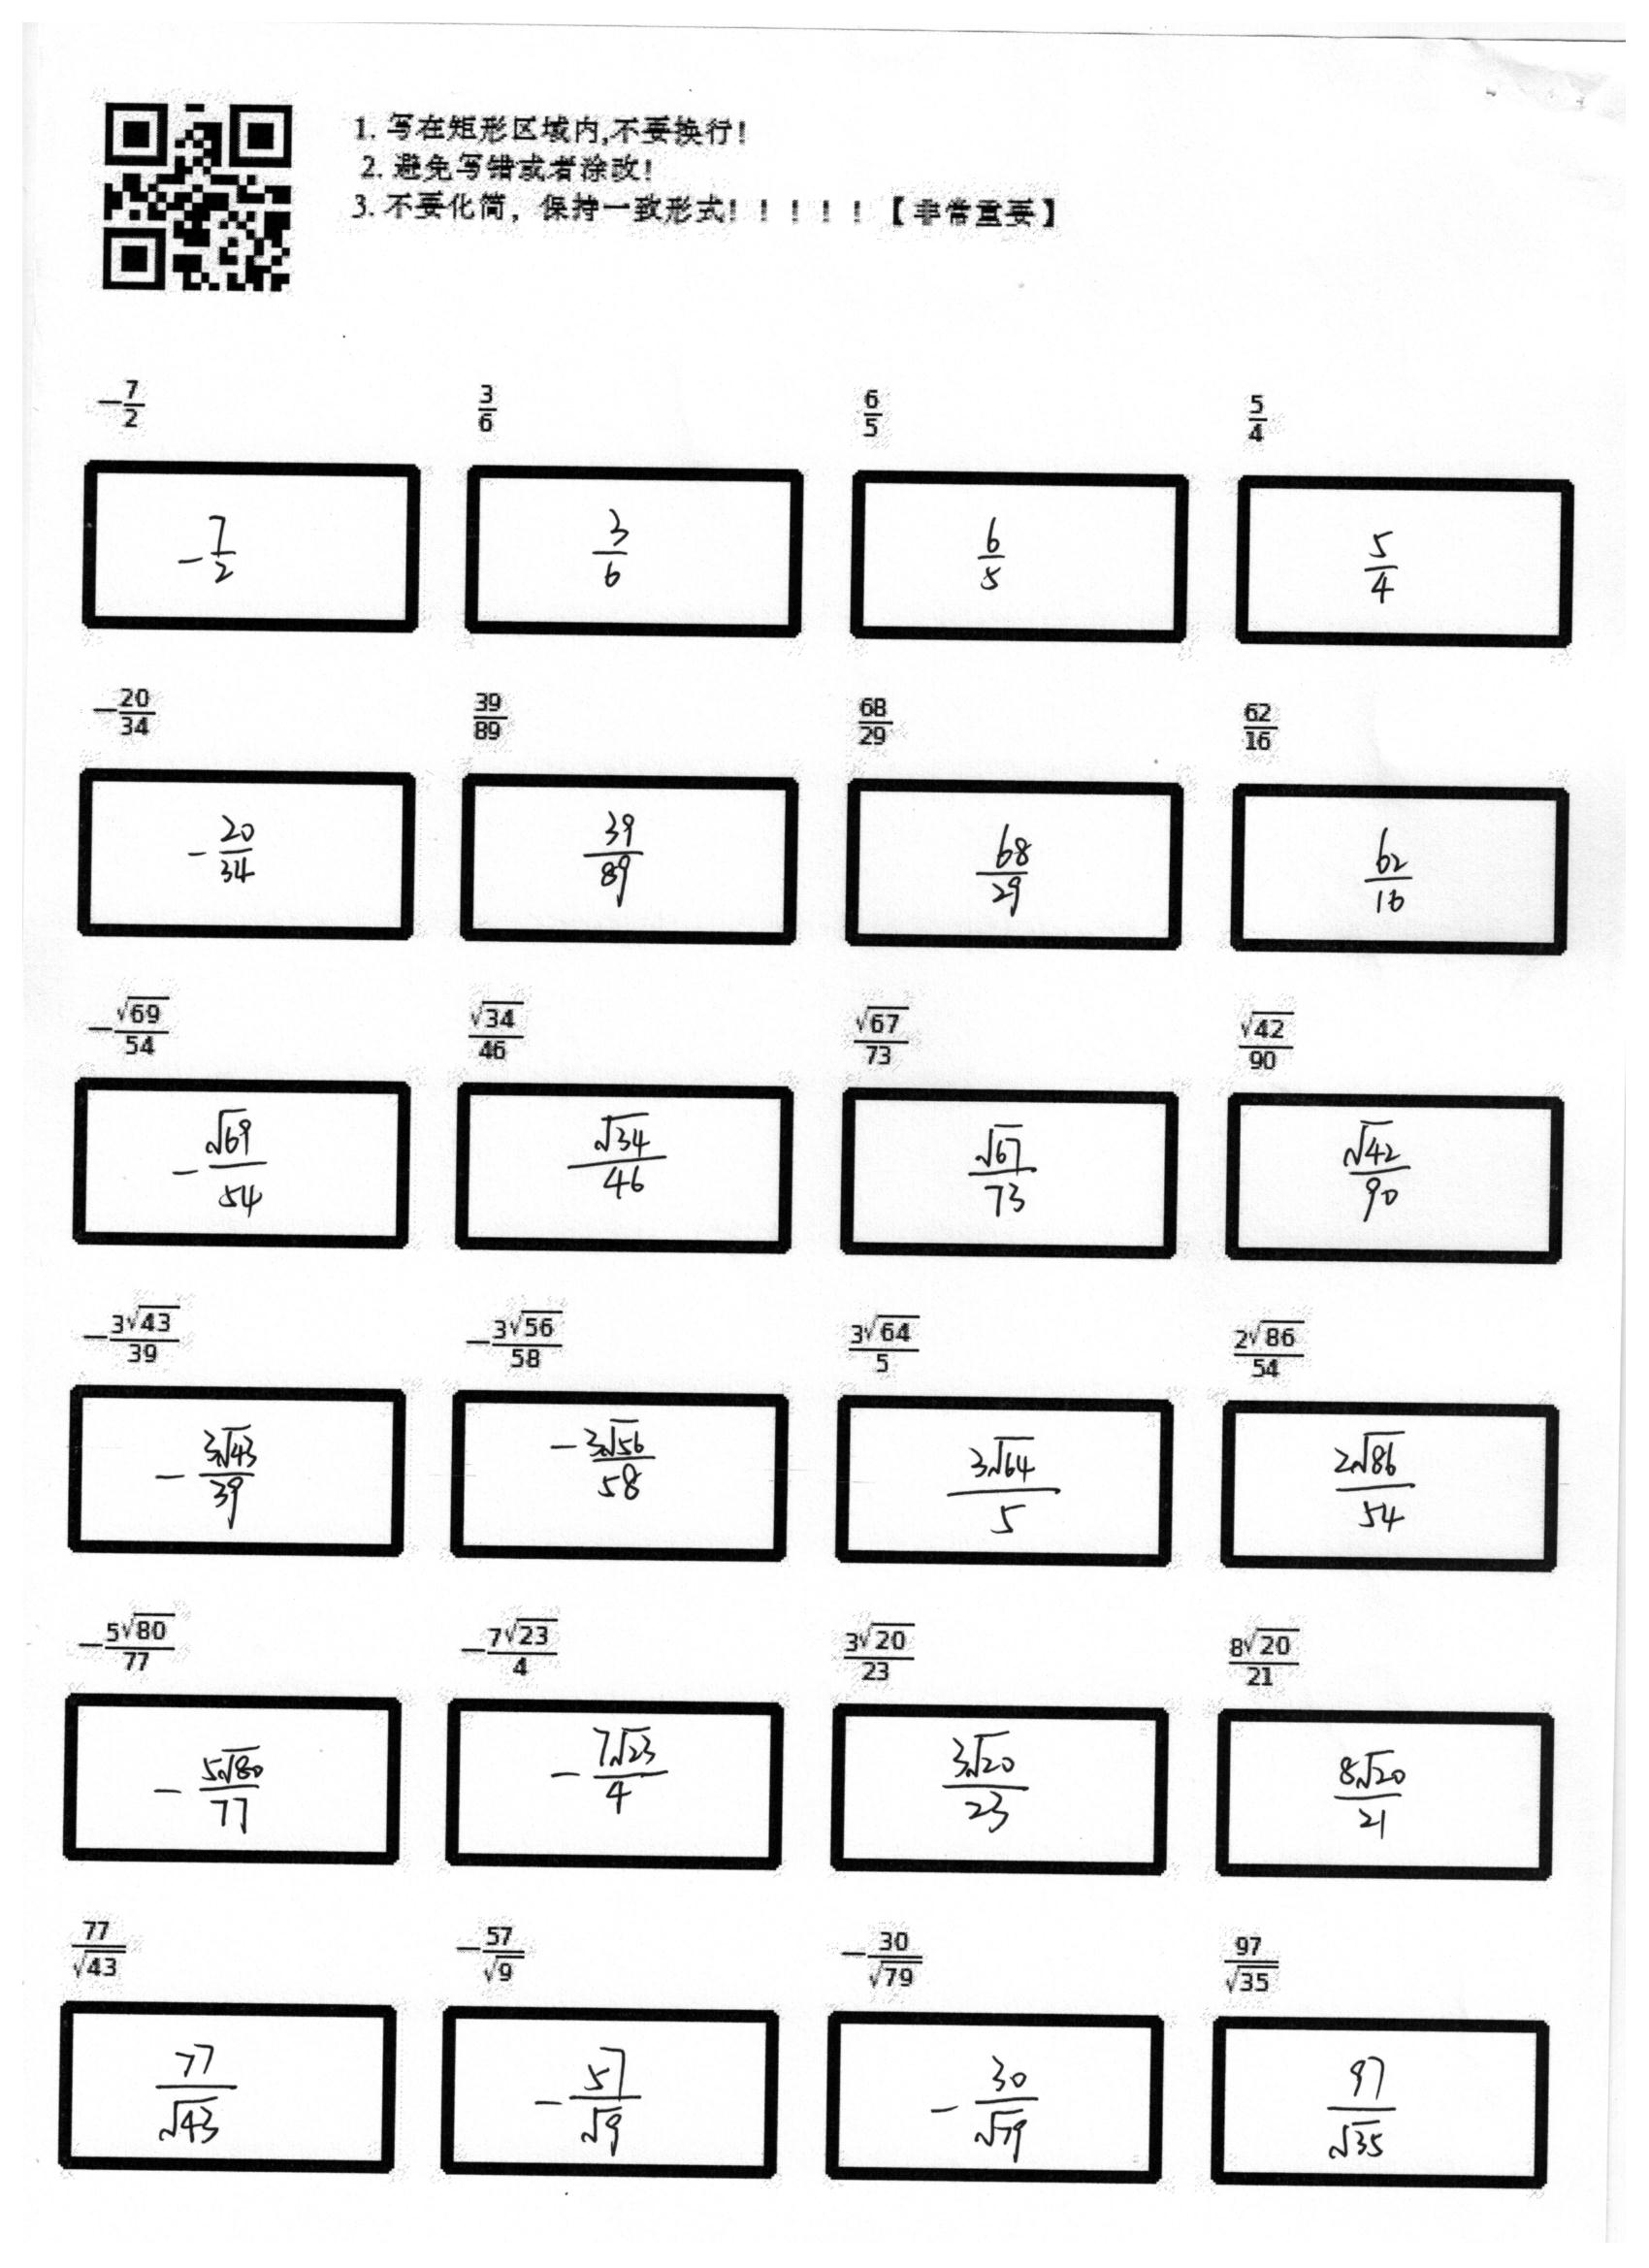 1. 写在矩形区域内,不要换行!
2. 避免写错或者涂改!
3. 不要化简，保持一致形式! ! ! ! ! 【非常重要】
$-\frac{7}{2}$ $\frac{3}{6}$ $\frac{6}{5}$ $\frac{5}{4}$
$-\frac{7}{2}$ $\frac{3}{6}$ $\frac{6}{5}$ $\frac{5}{4}$
$-\frac{20}{34}$ $\frac{39}{89}$ $\frac{68}{29}$ $\frac{62}{16}$
$-\frac{20}{34}$ $\frac{39}{89}$ $\frac{68}{29}$ $\frac{62}{16}$
$-\frac{\sqrt{69}}{54}$ $\frac{\sqrt{34}}{46}$ $\frac{\sqrt{67}}{73}$ $\frac{\sqrt{42}}{90}$
$-\frac{\sqrt{69}}{54}$ $\frac{\sqrt{34}}{46}$ $\frac{\sqrt{67}}{73}$ $\frac{\sqrt{42}}{90}$
$-\frac{3\sqrt{43}}{39}$ $-\frac{3\sqrt{56}}{58}$ $\frac{3\sqrt{64}}{5}$ $\frac{2\sqrt{86}}{54}$
$-\frac{3\sqrt{43}}{39}$ $-\frac{3\sqrt{56}}{58}$ $\frac{3\sqrt{64}}{5}$ $\frac{2\sqrt{86}}{54}$
$-\frac{5\sqrt{80}}{77}$ $-\frac{7\sqrt{23}}{4}$ $\frac{3\sqrt{20}}{23}$ $\frac{8\sqrt{20}}{21}$
$-\frac{5\sqrt{80}}{77}$ $-\frac{7\sqrt{23}}{4}$ $\frac{3\sqrt{20}}{23}$ $\frac{8\sqrt{20}}{21}$
$\frac{77}{\sqrt{43}}$ $-\frac{57}{\sqrt{9}}$ $-\frac{30}{\sqrt{79}}$ $\frac{97}{\sqrt{35}}$
$\frac{77}{\sqrt{43}}$ $-\frac{57}{\sqrt{9}}$ $-\frac{30}{\sqrt{79}}$ $\frac{97}{\sqrt{35}}$